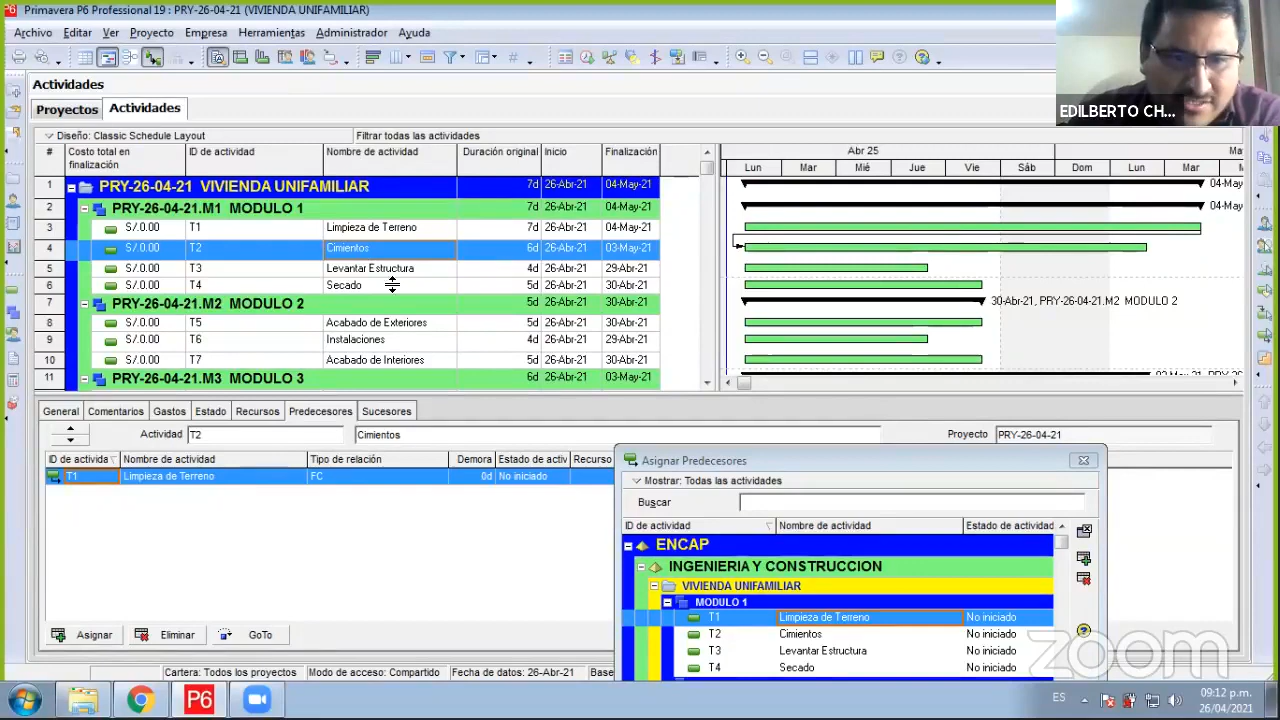 Primavera P6 Professional 19 : PRY-26-04-21 (VIVIENDA UNIFAMILIAR)
Archivo Editar Ver Proyecto Empresa Herramientas Administrador Ayuda
EDILBERTO CH...
Actividades
Proyectos Actividades
Diseño: Classic Schedule Layout Filtrar todas las actividades
# Costo total en finalización ID de actividad Nombre de actividad Duración original Inicio Finalización
Abr 25
Lun Mar Mié Jue Vie Sáb Dom Lun Mar
1 PRY-26-04-21 VIVIENDA UNIFAMILIAR 7d 26-Abr-21 04-May-21 04-May
2 PRY-26-04-21.M1 MODULO 1 7d 26-Abr-21 04-May-21 04-May
3 S/.0.00 T1 Limpieza de Terreno 7d 26-Abr-21 04-May-21
4 S/.0.00 T2 Cimientos 6d 26-Abr-21 03-May-21
5 S/.0.00 T3 Levantar Estructura 4d 26-Abr-21 29-Abr-21
6 S/.0.00 T4 Secado 5d 26-Abr-21 30-Abr-21
7 PRY-26-04-21.M2 MODULO 2 5d 26-Abr-21 30-Abr-21 30-Abr-21, PRY-26-04-21.M2 MODULO 2
8 S/.0.00 T5 Acabado de Exteriores 5d 26-Abr-21 30-Abr-21
9 S/.0.00 T6 Instalaciones 4d 26-Abr-21 29-Abr-21
10 S/.0.00 T7 Acabado de Interiores 5d 26-Abr-21 30-Abr-21
11 PRY-26-04-21.M3 MODULO 3 6d 26-Abr-21 03-May-21
General Comentarios Gastos Estado Recursos Predecesores Sucesores
Actividad T2 Cimientos Proyecto PRY-26-04-21
ID de activida Nombre de actividad Tipo de relación Demora Estado de activ Recurso
T1 Limpieza de Terreno FC 0d No iniciado
Asignar Predecesores
Mostrar: Todas las actividades
Buscar
ID de actividad Nombre de actividad Estado de actividad
ENCAP
INGENIERIA Y CONSTRUCCION
VIVIENDA UNIFAMILIAR
MODULO 1
T1 Limpieza de Terreno No iniciado
T2 Cimientos No iniciado
T3 Levantar Estructura No iniciado
T4 Secado No iniciado
Asignar Eliminar GoTo
zoom
Cartera: Todos los proyectos Modo de acceso: Compartido Fecha de datos: 26-Abr-21 Base
P6
ES
09:12 p.m.
26/04/2021